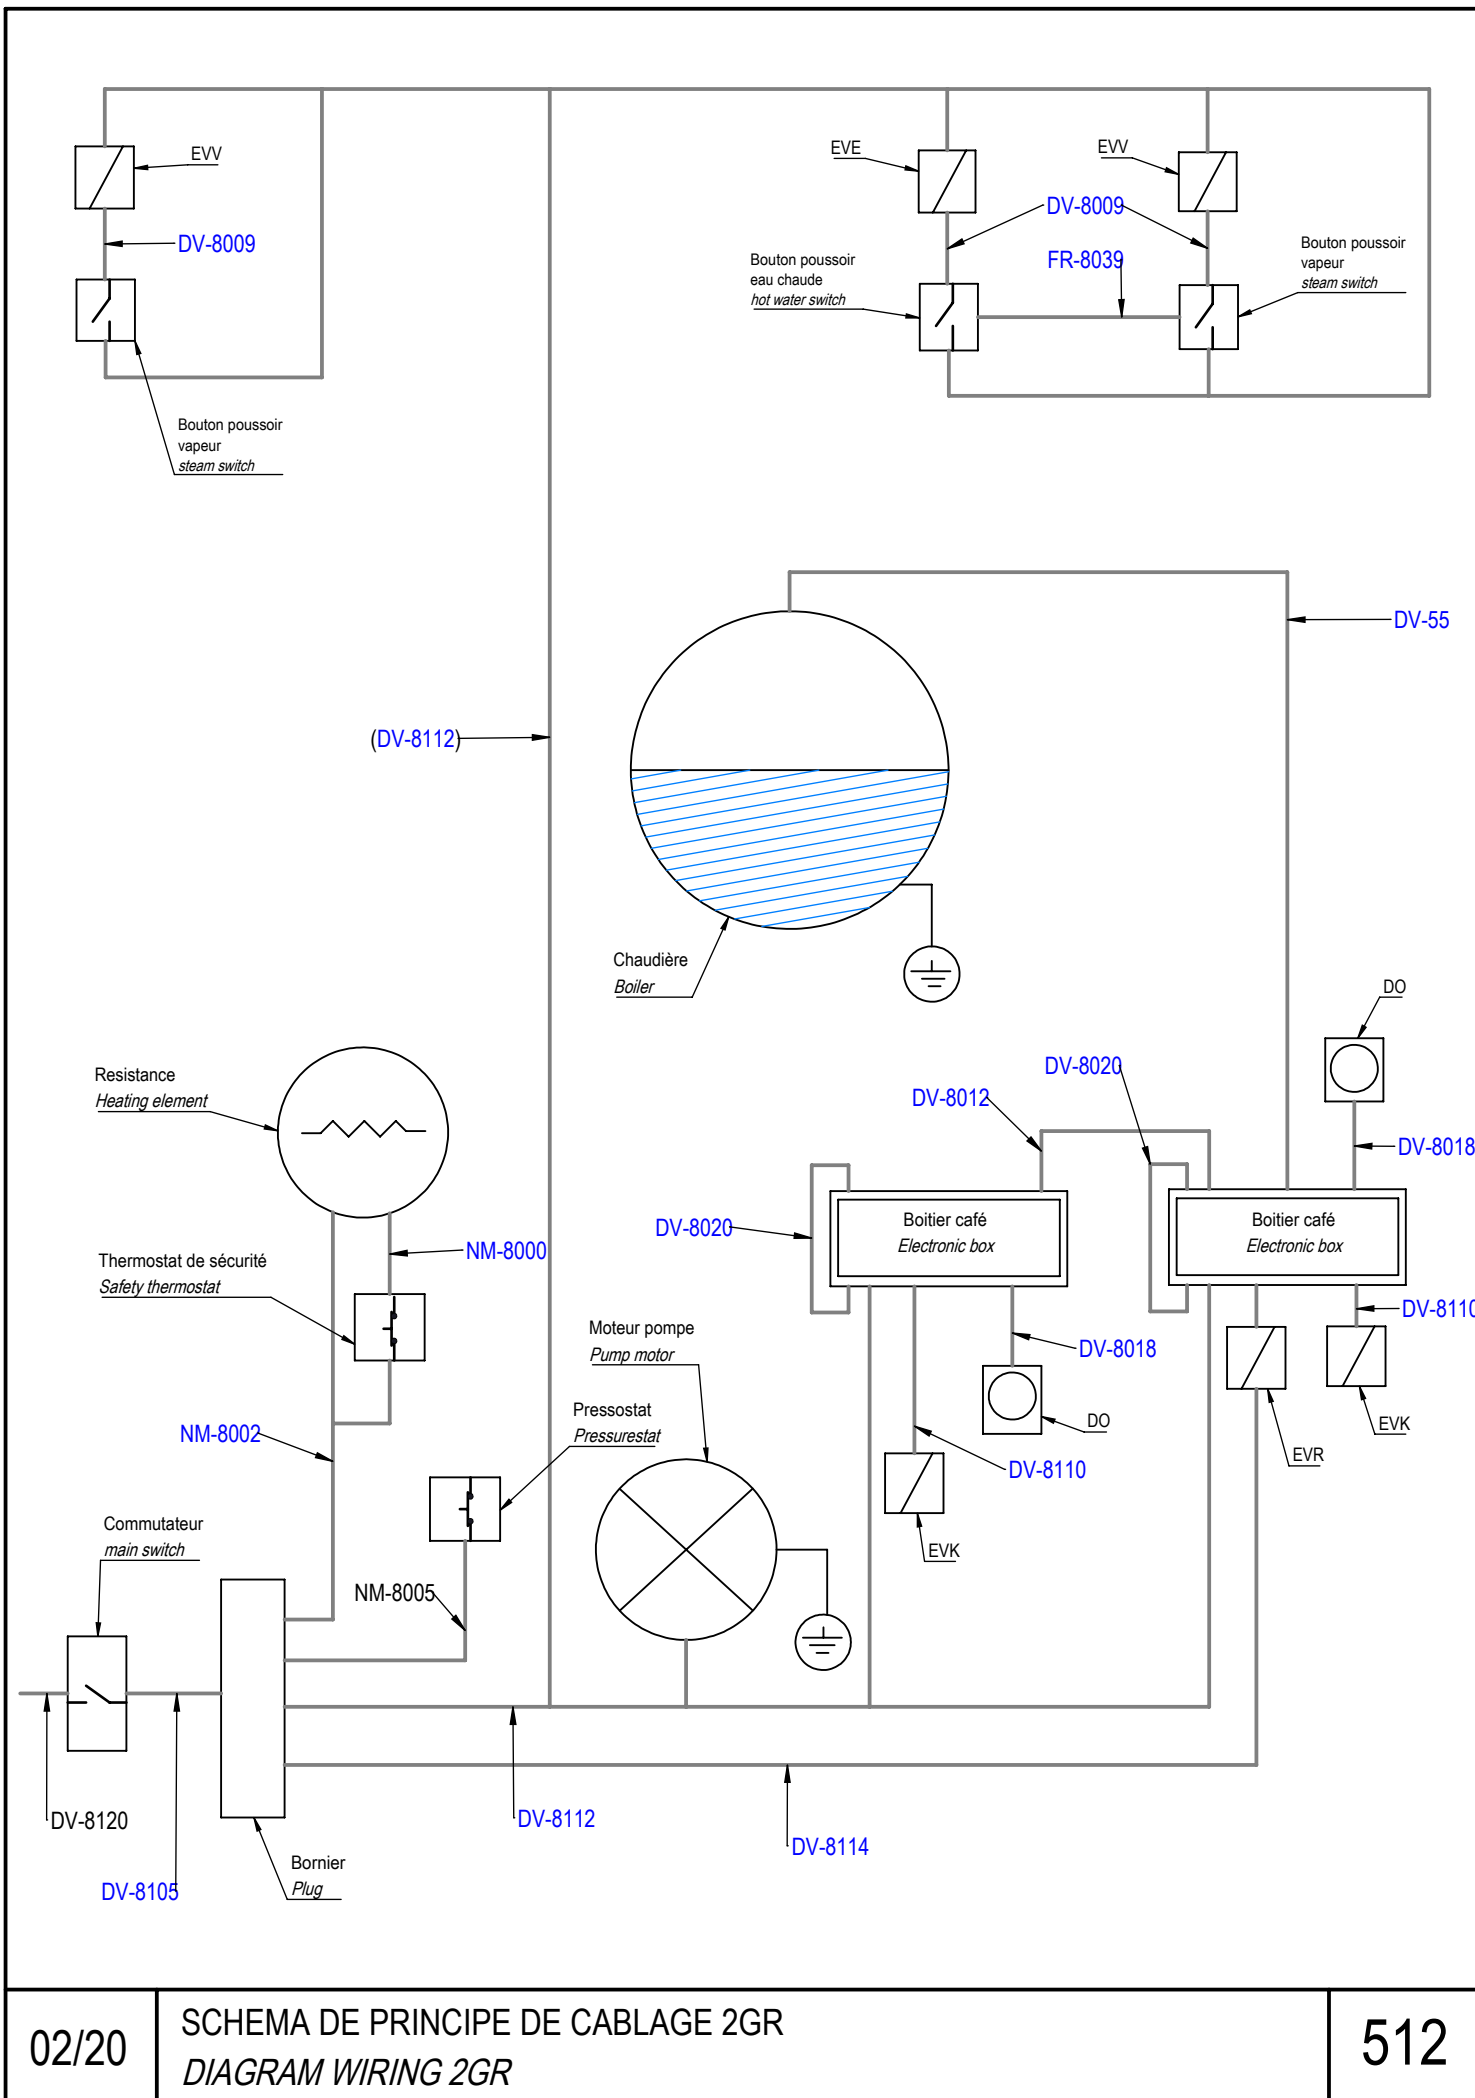 EVV
DV-8009
Bouton poussoir
vapeur
steam switch
EVE
EVV
DV-8009
FR-8039
Bouton poussoir
eau chaude
hot water switch
Bouton poussoir
vapeur
steam switch
DV-55
(DV-8112)
Chaudière
Boiler
DO
Resistance
Heating element
DV-8020
DV-8012
DV-8018
DV-8020
Boitier café
Electronic box
Boitier café
Electronic box
NM-8000
Thermostat de sécurité
Safety thermostat
DV-8110
Moteur pompe
Pump motor
DV-8018
Pressostat
Pressurestat
DO
EVK
NM-8002
EVR
DV-8110
EVK
Commutateur
main switch
NM-8005
DV-8120
DV-8112
DV-8114
Bornier
Plug
DV-8105
02/20
SCHEMA DE PRINCIPE DE CABLAGE 2GR
DIAGRAM WIRING 2GR
512